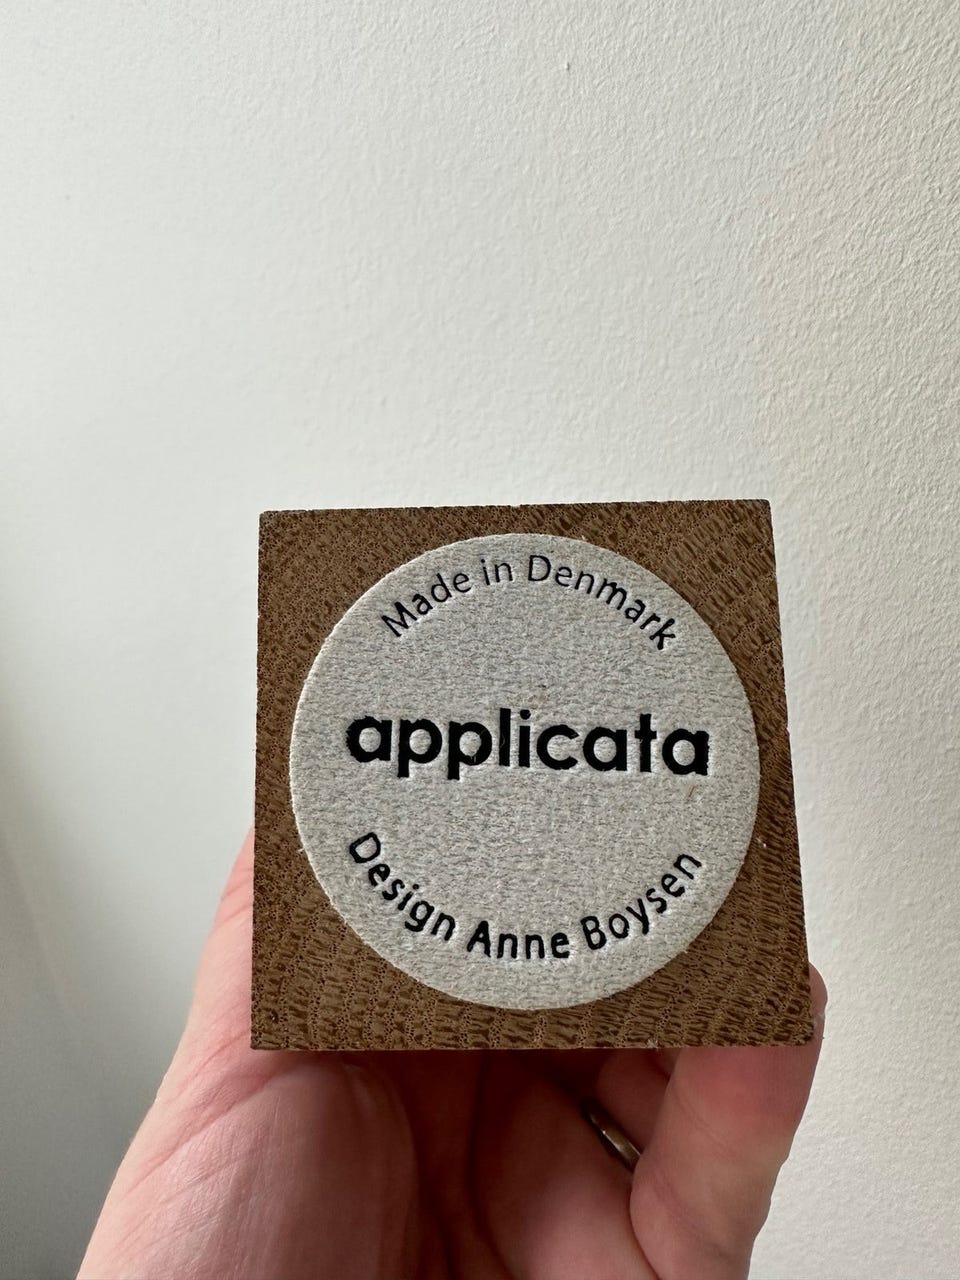 Made in Denmark
applicata
Design Anne Boysen